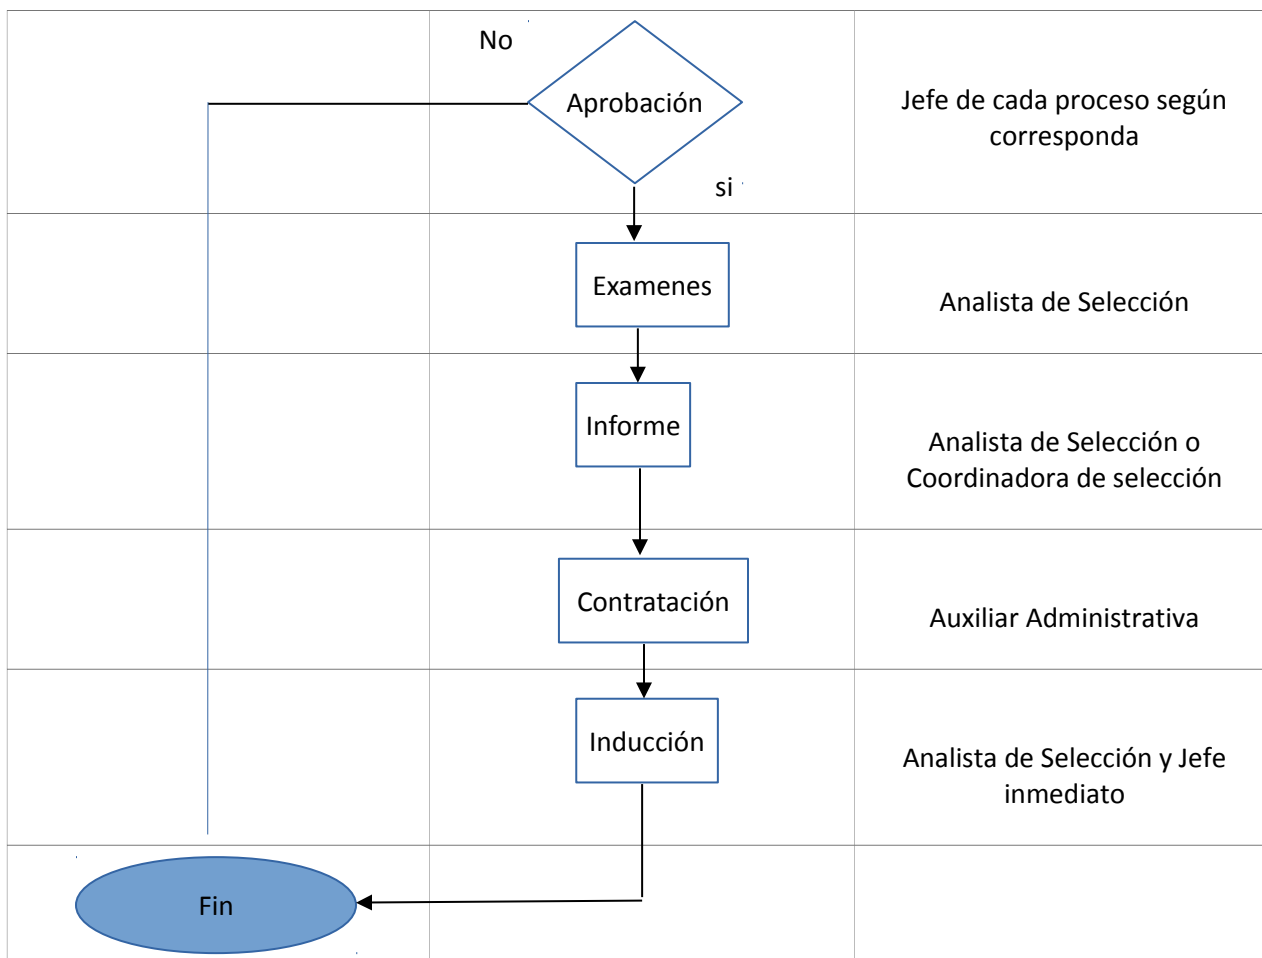 No
Aprobación
Jefe de cada proceso según
corresponda
si
Examenes
Analista de Selección
Informe
Analista de Selección o
Coordinadora de selección
Contratación
Auxiliar Administrativa
Inducción
Analista de Selección y Jefe
inmediato
Fin